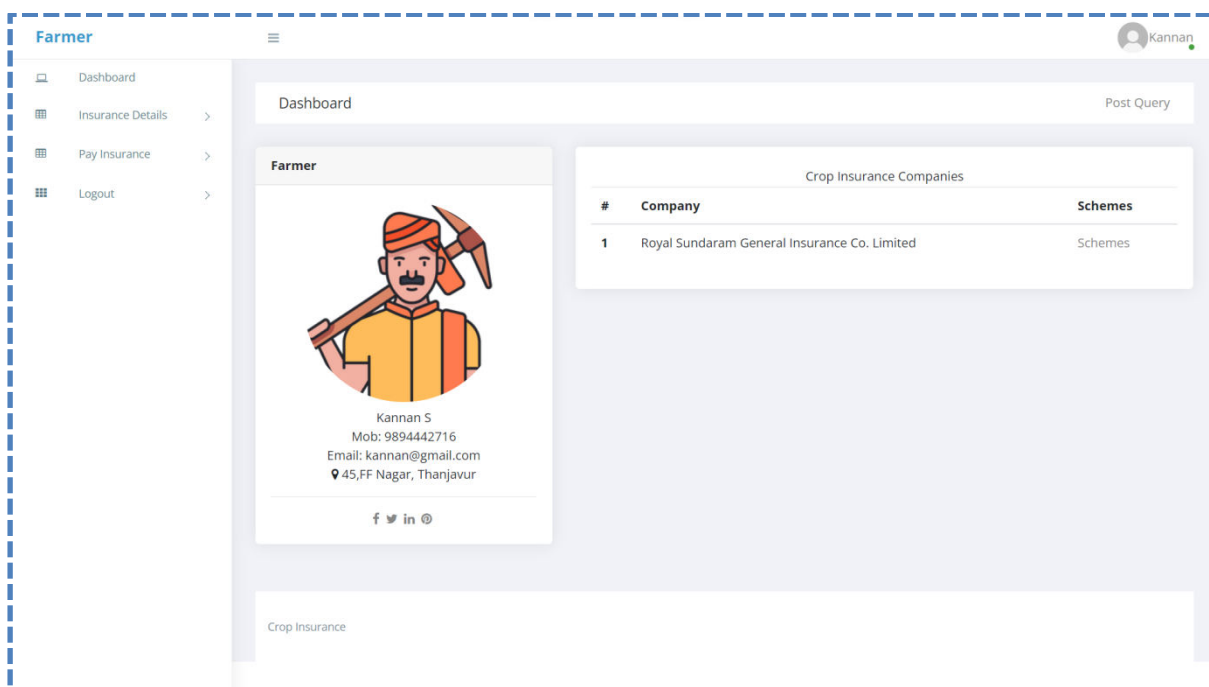 Farmer
Kannan
Dashboard
Insurance Details
Pay Insurance
Logout
Dashboard
Post Query
Farmer
Kannan S
Mob: 9894442716
Email: kannan@gmail.com
45,FF Nagar, Thanjavur
Crop Insurance Companies
# Company Schemes
1 Royal Sundaram General Insurance Co. Limited Schemes
Crop Insurance